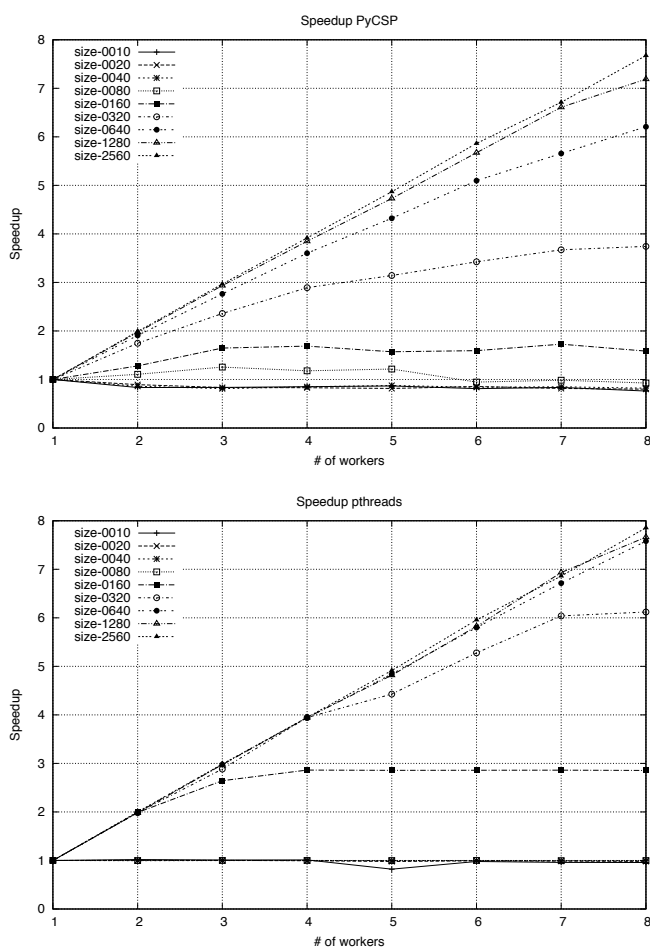 Speedup PyCSP
8
7
6
5
4
3
2
1
0
Speedup
size-0010
size-0020
size-0040
size-0080
size-0160
size-0320
size-0640
size-1280
size-2560
1 2 3 4 5 6 7 8
# of workers
Speedup pthreads
8
7
6
5
4
3
2
1
0
Speedup
size-0010
size-0020
size-0040
size-0080
size-0160
size-0320
size-0640
size-1280
size-2560
1 2 3 4 5 6 7 8
# of workers